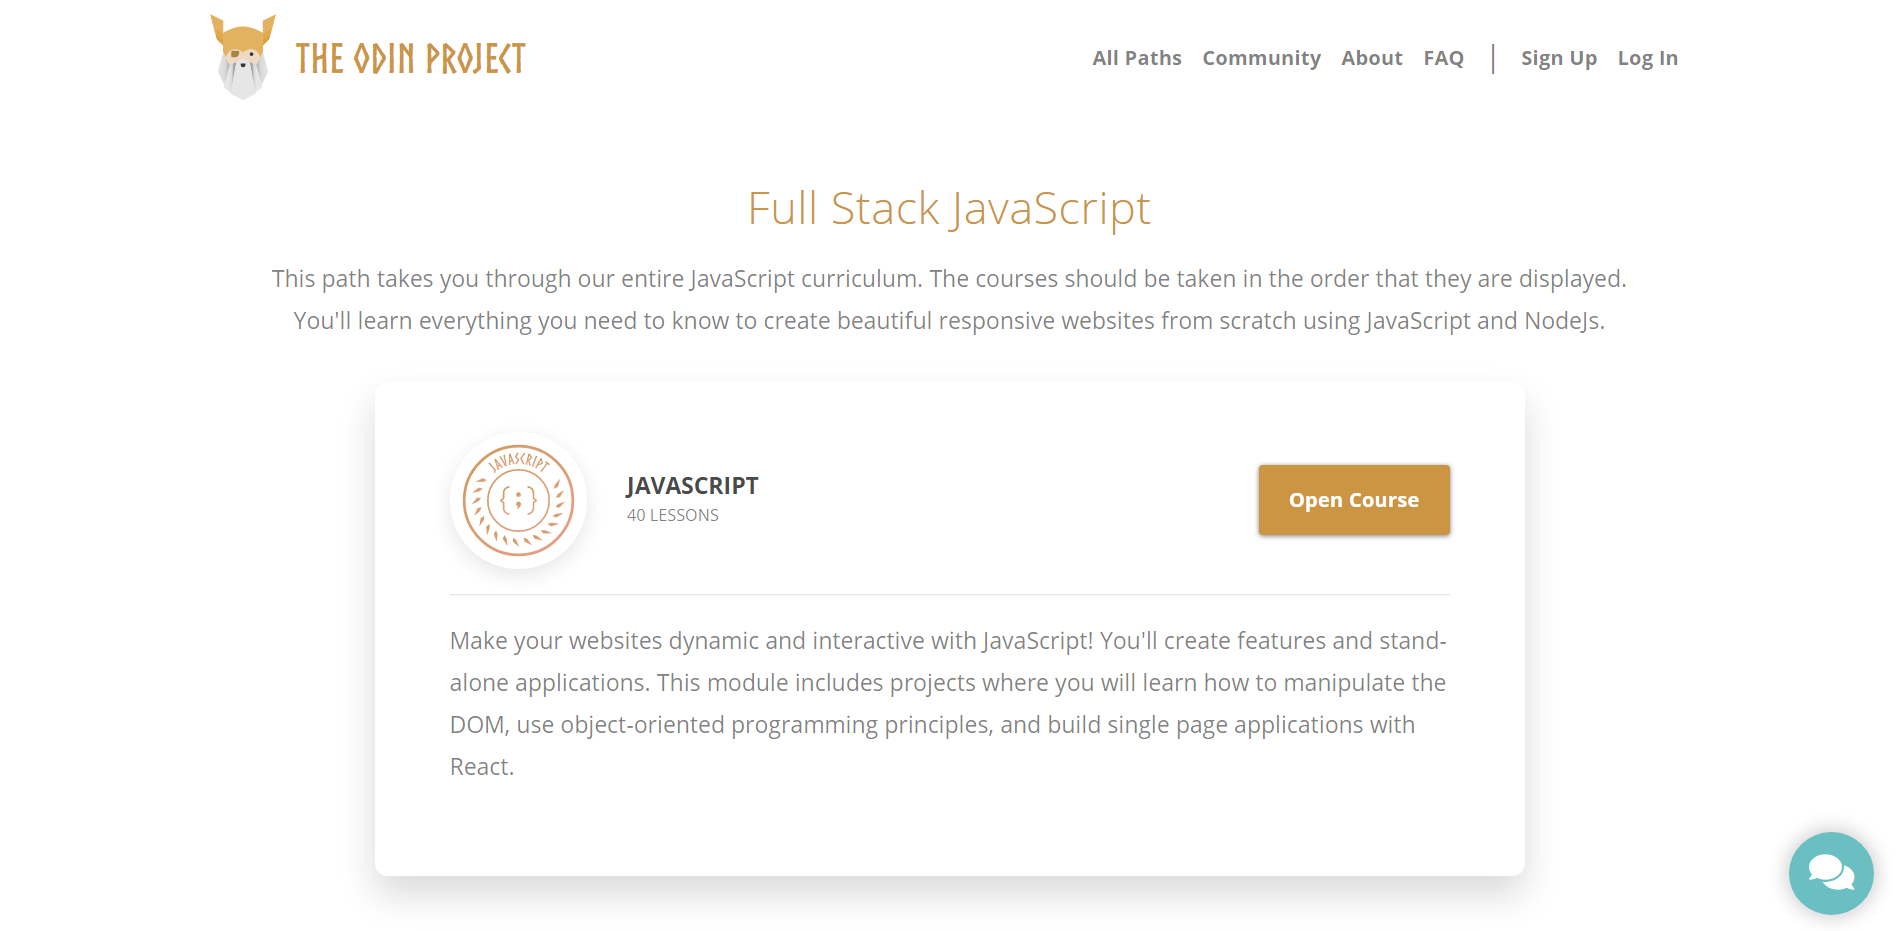 THE ODIN PROJECT
All Paths Community About FAQ | Sign Up Log In
Full Stack JavaScript
This path takes you through our entire JavaScript curriculum. The courses should be taken in the order that they are displayed.
You'll learn everything you need to know to create beautiful responsive websites from scratch using JavaScript and NodeJs.
JAVASCRIPT
{;}
JAVASCRIPT
40 LESSONS
Open Course
Make your websites dynamic and interactive with JavaScript! You'll create features and stand-
alone applications. This module includes projects where you will learn how to manipulate the
DOM, use object-oriented programming principles, and build single page applications with
React.